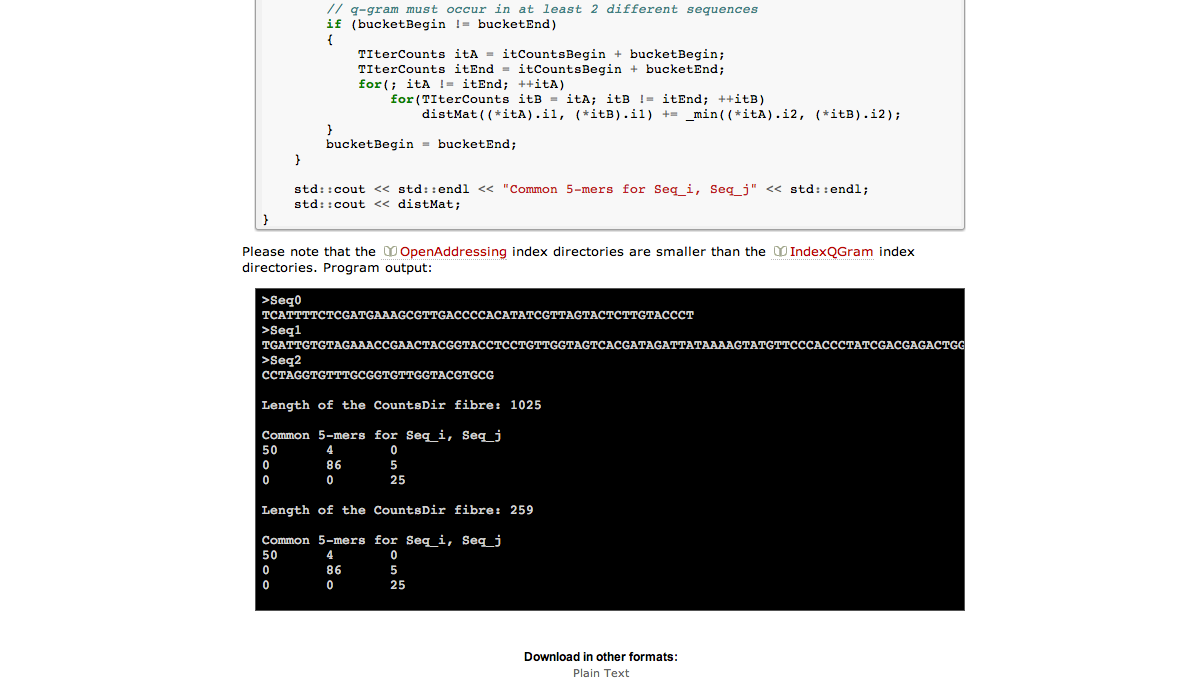 // q-gram must occur in at least 2 different sequences
if (bucketBegin != bucketEnd)
{
TIterCounts itA = itCountsBegin + bucketBegin;
TIterCounts itEnd = itCountsBegin + bucketEnd;
for(; itA != itEnd; ++itA)
for(TIterCounts itB = itA; itB != itEnd; ++itB)
distMat((*itA).i1, (*itB).i1) += _min((*itA).i2, (*itB).i2);
}
bucketBegin = bucketEnd;
}
std::cout << std::endl << "Common 5-mers for Seq_i, Seq_j" << std::endl;
std::cout << distMat;
}
Please note that the OpenAddressing index directories are smaller than the IndexQGram index
directories. Program output:
>Seq0
TCATTTTCTCGATGAAAGCGTTGACCCCACATATCGTTAGTACTCTTGTACCCT
>Seq1
TGATTGTGTAGAAACCGAACTACGGTACCTCCTGTTGGTAGTCACGATAGATTATAAAAGTATGTTCCCACCCTATCGACGAGACTGG
>Seq2
CCTAGGTGTTTGCGGTGTTGGTACGTGCG
Length of the CountsDir fibre: 1025
Common 5-mers for Seq_i, Seq_j
50 4 0
0 86 5
0 0 25
Length of the CountsDir fibre: 259
Common 5-mers for Seq_i, Seq_j
50 4 0
0 86 5
0 0 25
Download in other formats:
Plain Text